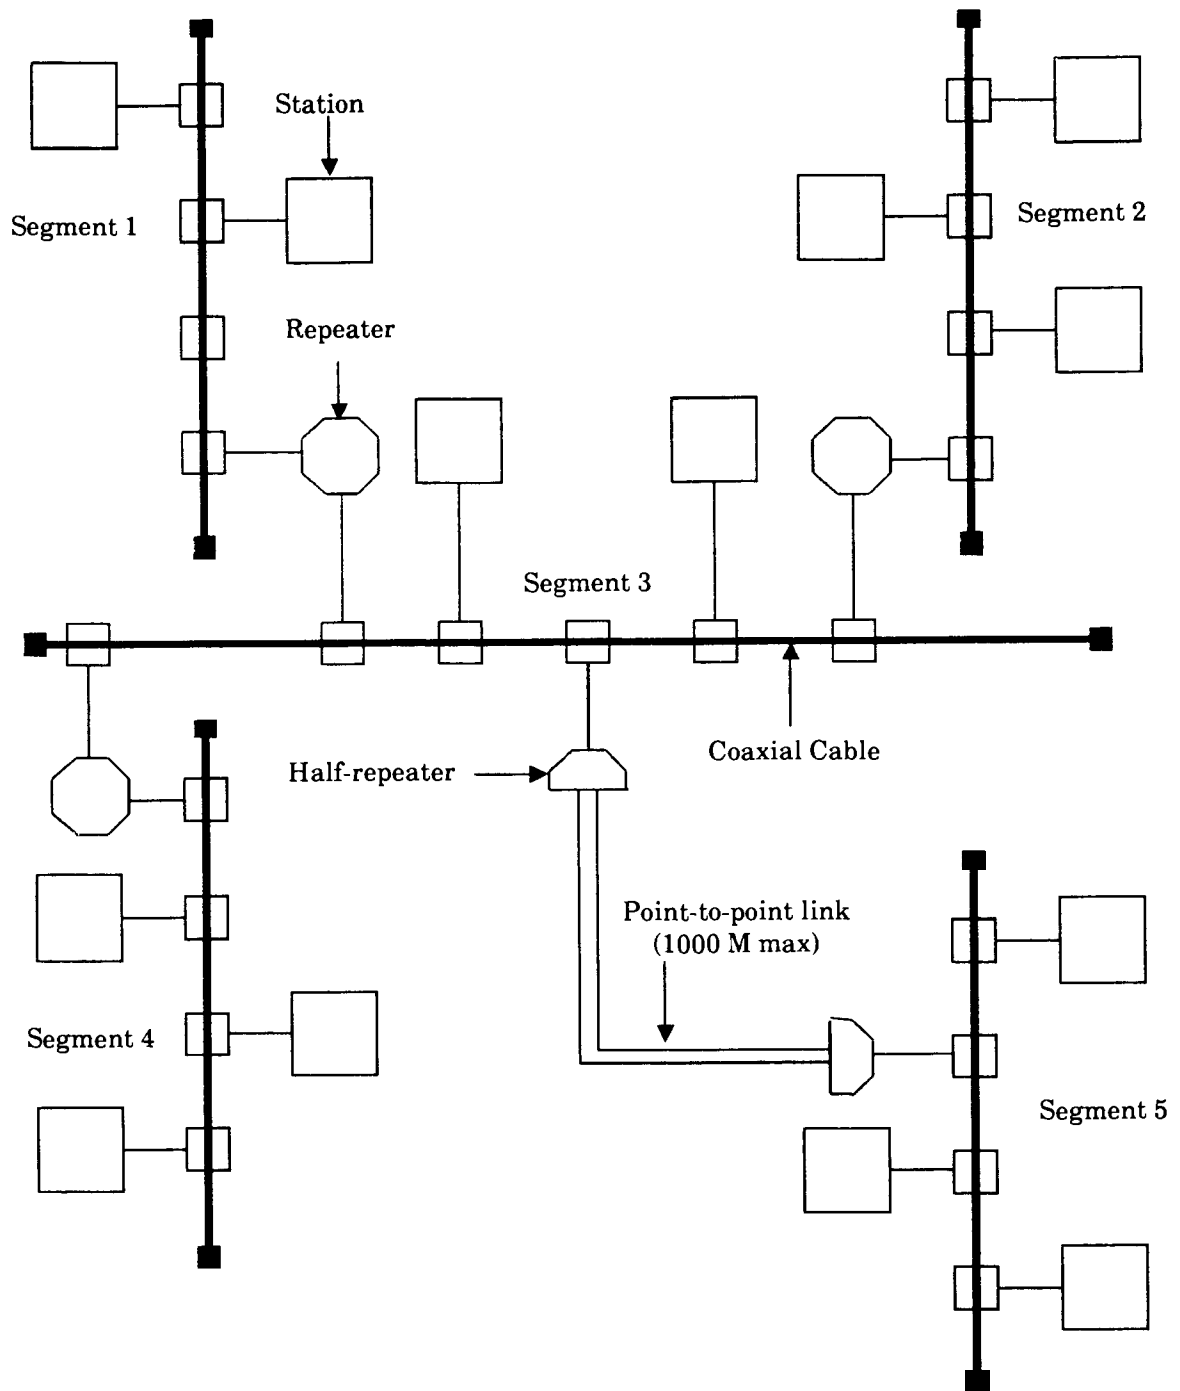 Station
Segment 1
Segment 2
Repeater
Segment 3
Coaxial Cable
Half-repeater
Point-to-point link
(1000 M max)
Segment 4
Segment 5